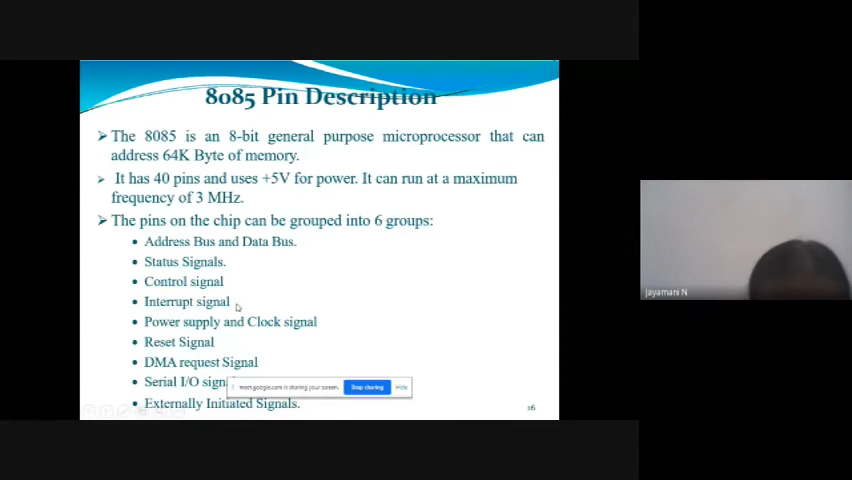 8085 Pin Description
The 8085 is an 8-bit general purpose microprocessor that can
address 64K Byte of memory.
It has 40 pins and uses +5V for power. It can run at a maximum
frequency of 3 MHz.
The pins on the chip can be grouped into 6 groups:
Address Bus and Data Bus.
Status Signals.
Control signal
Interrupt signal
Power supply and Clock signal
Reset Signal
DMA request Signal
Serial I/O signa
meet.google.com is sharing your screen. Stop sharing Hide
Externally Initiated Signals.
16
Jayamani N